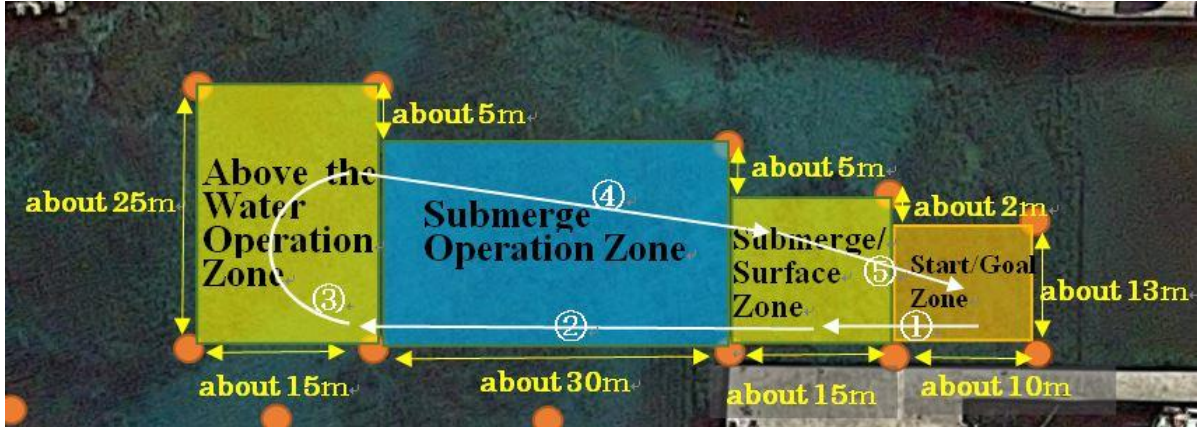 about 5m
about 25m
Above the
Water
Operation
Zone
③
④
Submerge
Operation Zone
②
about 5m
Submerge/
Surface
Zone
⑤
about 2m
Start/Goal
Zone
①
about 13m
about 15m
about 30m
about 15m
about 10m